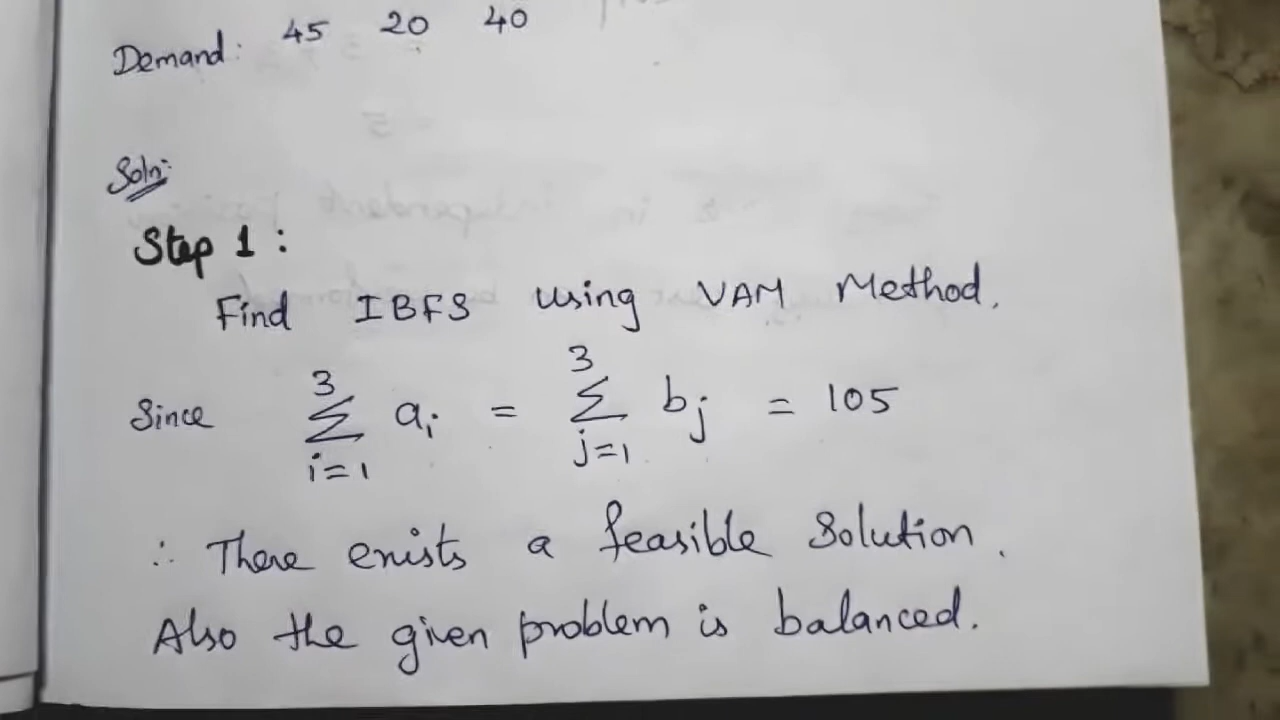 Demand: 45 20 40
Soln:
Step 1:
Find IBFS using VAM Method.
Since 3∑i=1 ai = 3∑j=1 bj = 105
∴ There exists a feasible Solution.
Also the given problem is balanced.